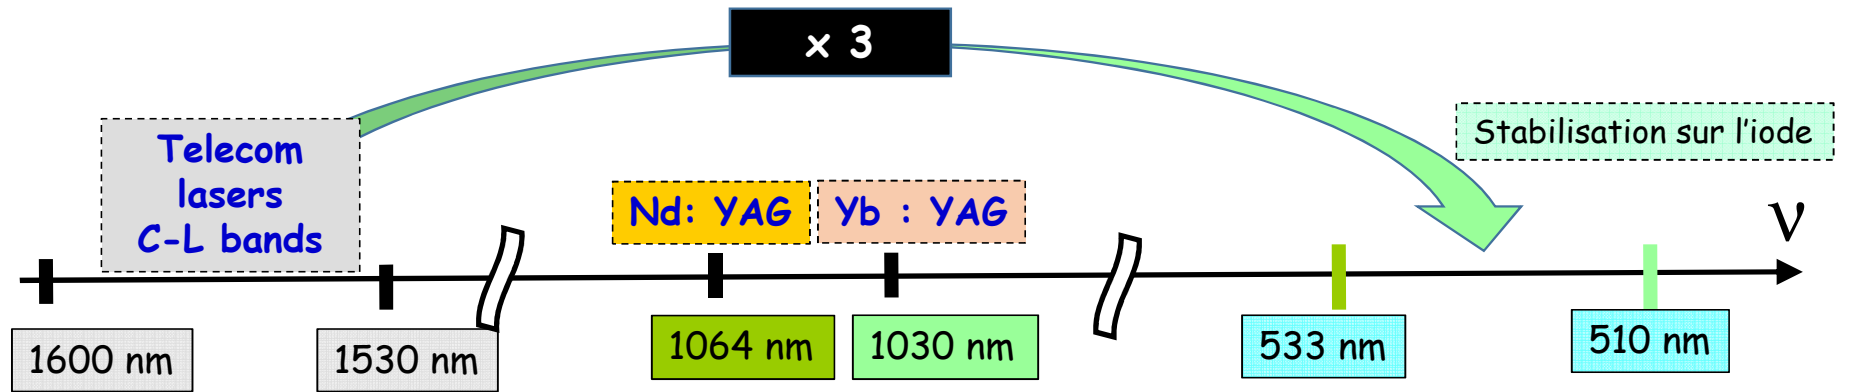 x 3
Telecom
lasers
C-L bands
Nd: YAG
Yb : YAG
Stabilisation sur l'iode
ν
1600 nm
1530 nm
1064 nm
1030 nm
533 nm
510 nm